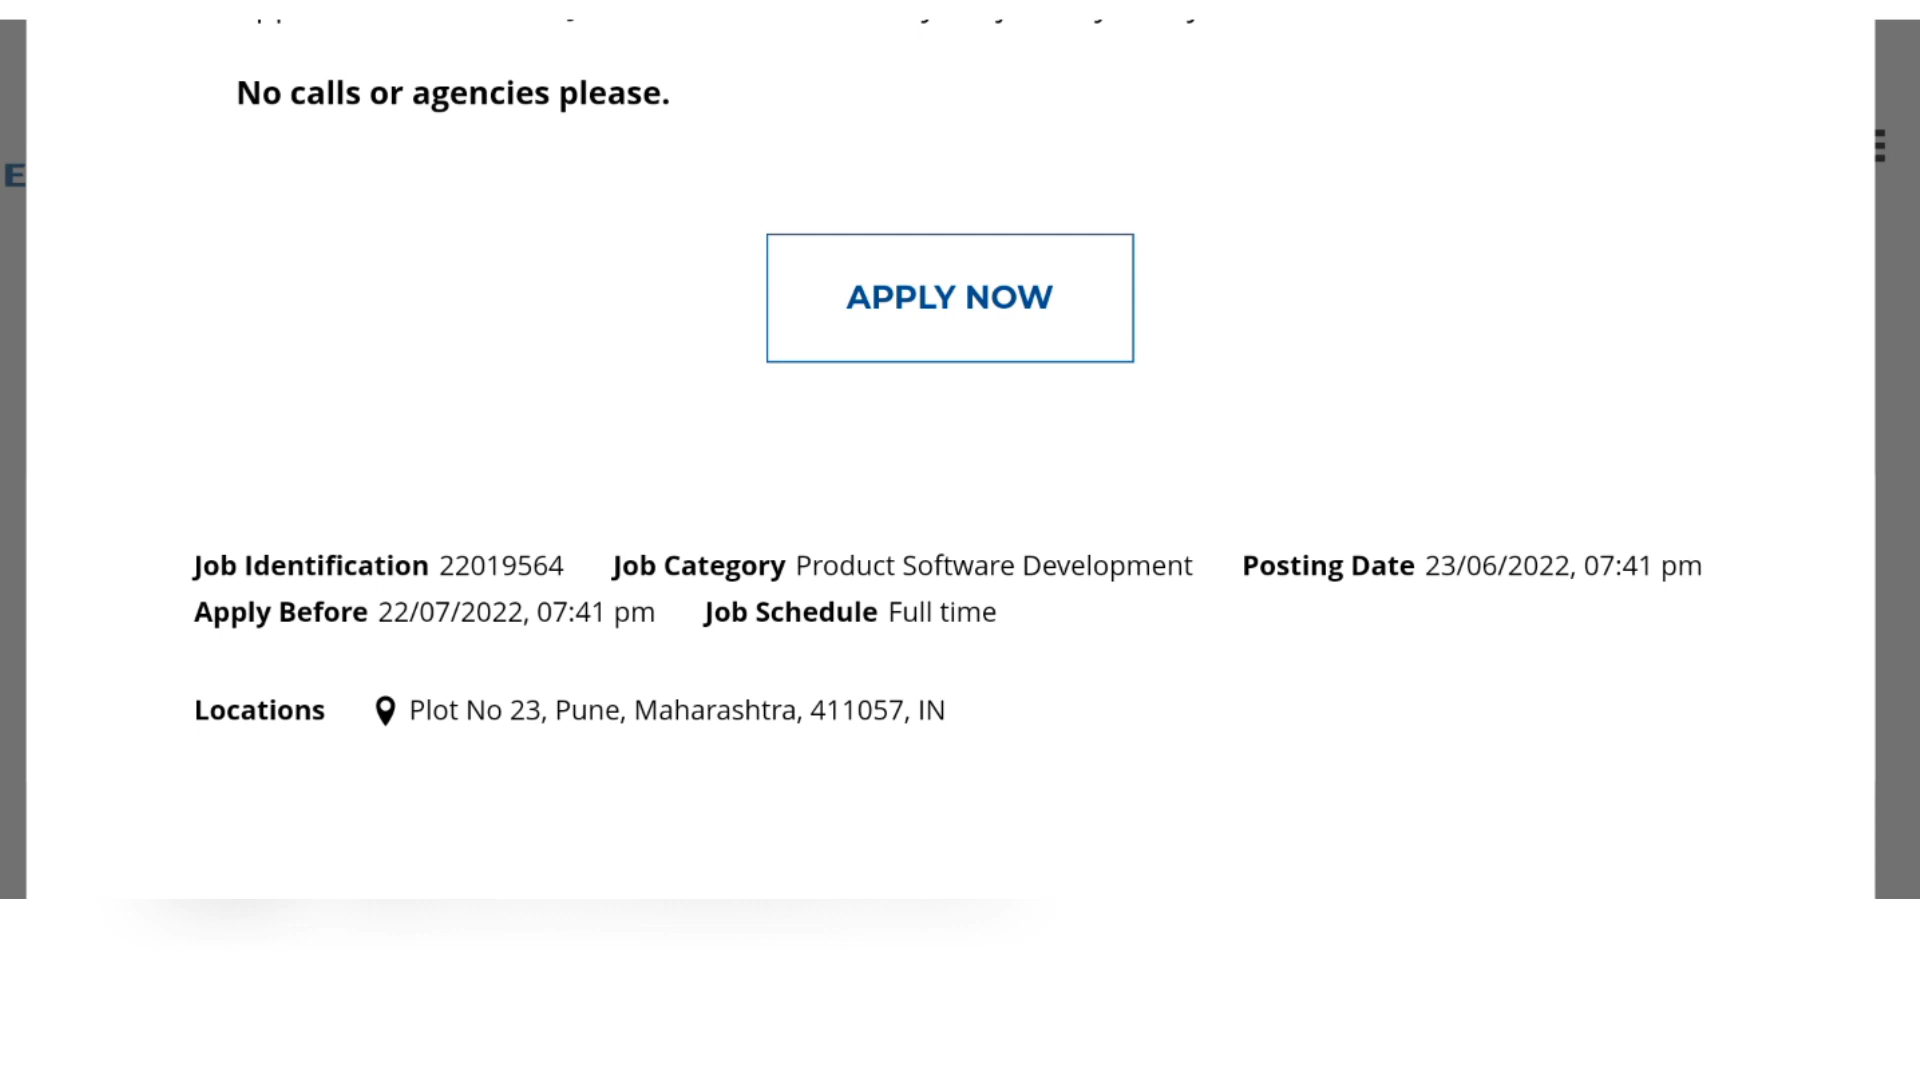 No calls or agencies please.
E
APPLY NOW
Job Identification 22019564 Job Category Product Software Development Posting Date 23/06/2022, 07:41 pm
Apply Before 22/07/2022, 07:41 pm Job Schedule Full time
Locations Plot No 23, Pune, Maharashtra, 411057, IN